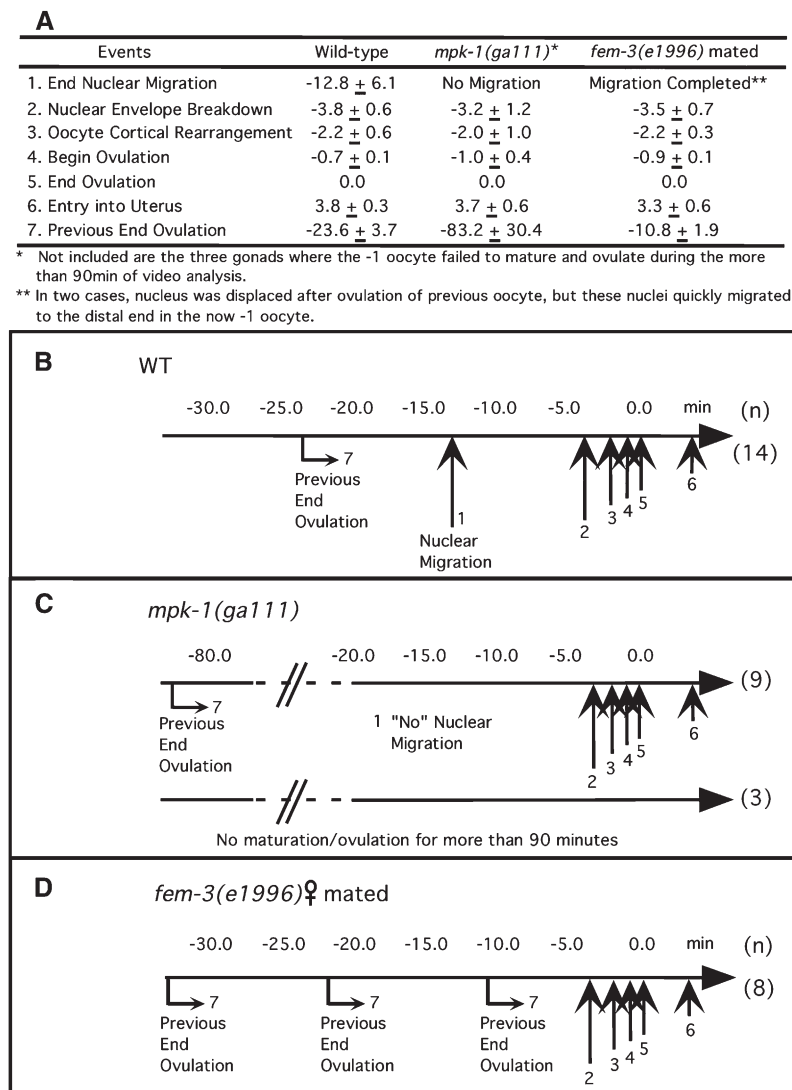 A
Events Wild-type mpk-1(ga111)* fem-3(e1996) mated
1. End Nuclear Migration -12.8 ± 6.1 No Migration Migration Completed**
2. Nuclear Envelope Breakdown -3.8 ± 0.6 -3.2 ± 1.2 -3.5 ± 0.7
3. Oocyte Cortical Rearrangement -2.2 ± 0.6 -2.0 ± 1.0 -2.2 ± 0.3
4. Begin Ovulation -0.7 ± 0.1 -1.0 ± 0.4 -0.9 ± 0.1
5. End Ovulation 0.0 0.0 0.0
6. Entry into Uterus 3.8 ± 0.3 3.7 ± 0.6 3.3 ± 0.6
7. Previous End Ovulation -23.6 ± 3.7 -83.2 ± 30.4 -10.8 ± 1.9
* Not included are the three gonads where the -1 oocyte failed to mature and ovulate during the more
than 90min of video analysis.
** In two cases, nucleus was displaced after ovulation of previous oocyte, but these nuclei quickly migrated
to the distal end in the now -1 oocyte.
B
WT
-30.0 -25.0 -20.0 -15.0 -10.0 -5.0 0.0 min (n)
(14)
7
Previous
End
Ovulation
1
Nuclear
Migration
2 3 4 5 6
C
mpk-1(ga111)
-80.0 -20.0 -15.0 -10.0 -5.0 0.0
(9)
7
Previous
End
Ovulation
1 "No" Nuclear
Migration
2 3 4 5 6
(3)
No maturation/ovulation for more than 90 minutes
D
fem-3(e1996)♀ mated
-30.0 -25.0 -20.0 -15.0 -10.0 -5.0 0.0 min (n)
(8)
7 7 7
Previous Previous Previous
End End End
Ovulation Ovulation Ovulation
2 3 4 5 6